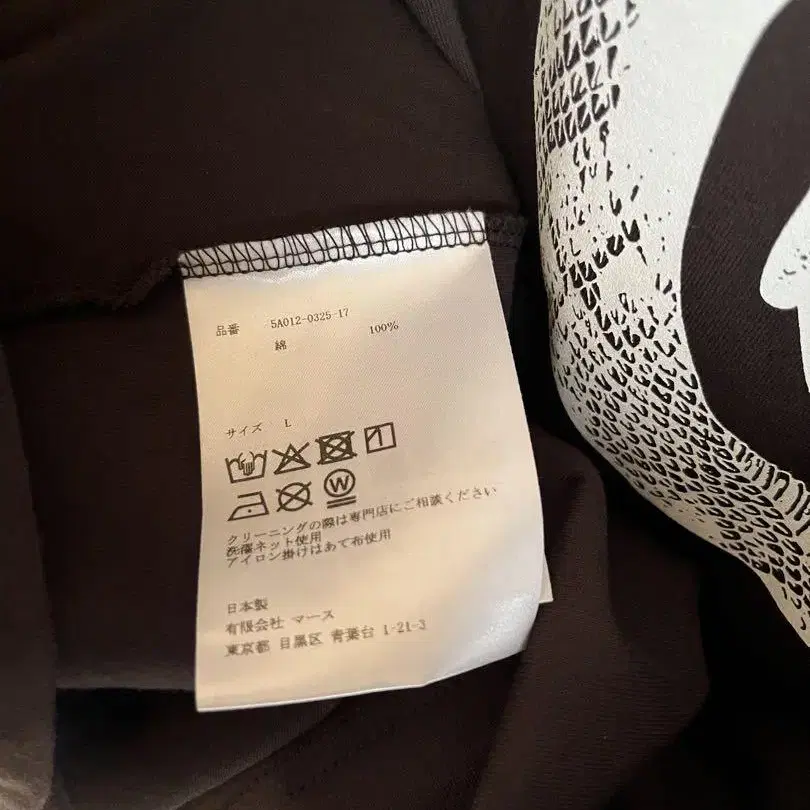 品番 5A012-0325-17
綿 100%
サイズ L
W
クリーニングの際は専門店にご相談ください
洗濯ネット使用
アイロン掛けはあて布使用
日本製
有限会社 マース
東京都 目黒区 青葉台 1-21-3